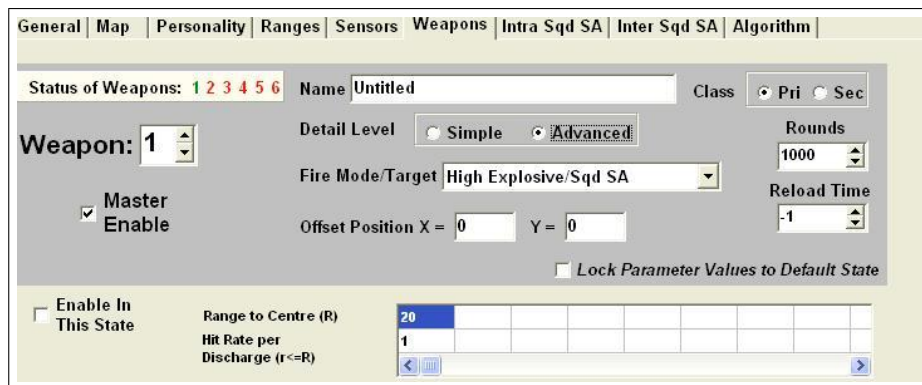 General Map Personality Ranges Sensors Weapons Intra Sqd SA Inter Sqd SA Algorithm
Status of Weapons: 1 2 3 4 5 6
Name Untitled
Class Pri Sec
Weapon: 1
Detail Level Simple Advanced
Rounds
1000
Master
Enable
Fire Mode/Target High Explosive/Sqd SA
Reload Time
-1
Offset Position X = 0 Y = 0
Lock Parameter Values to Default State
Enable In
This State
Range to Centre (R) 20
Hit Rate per
Discharge (r<=R) 1